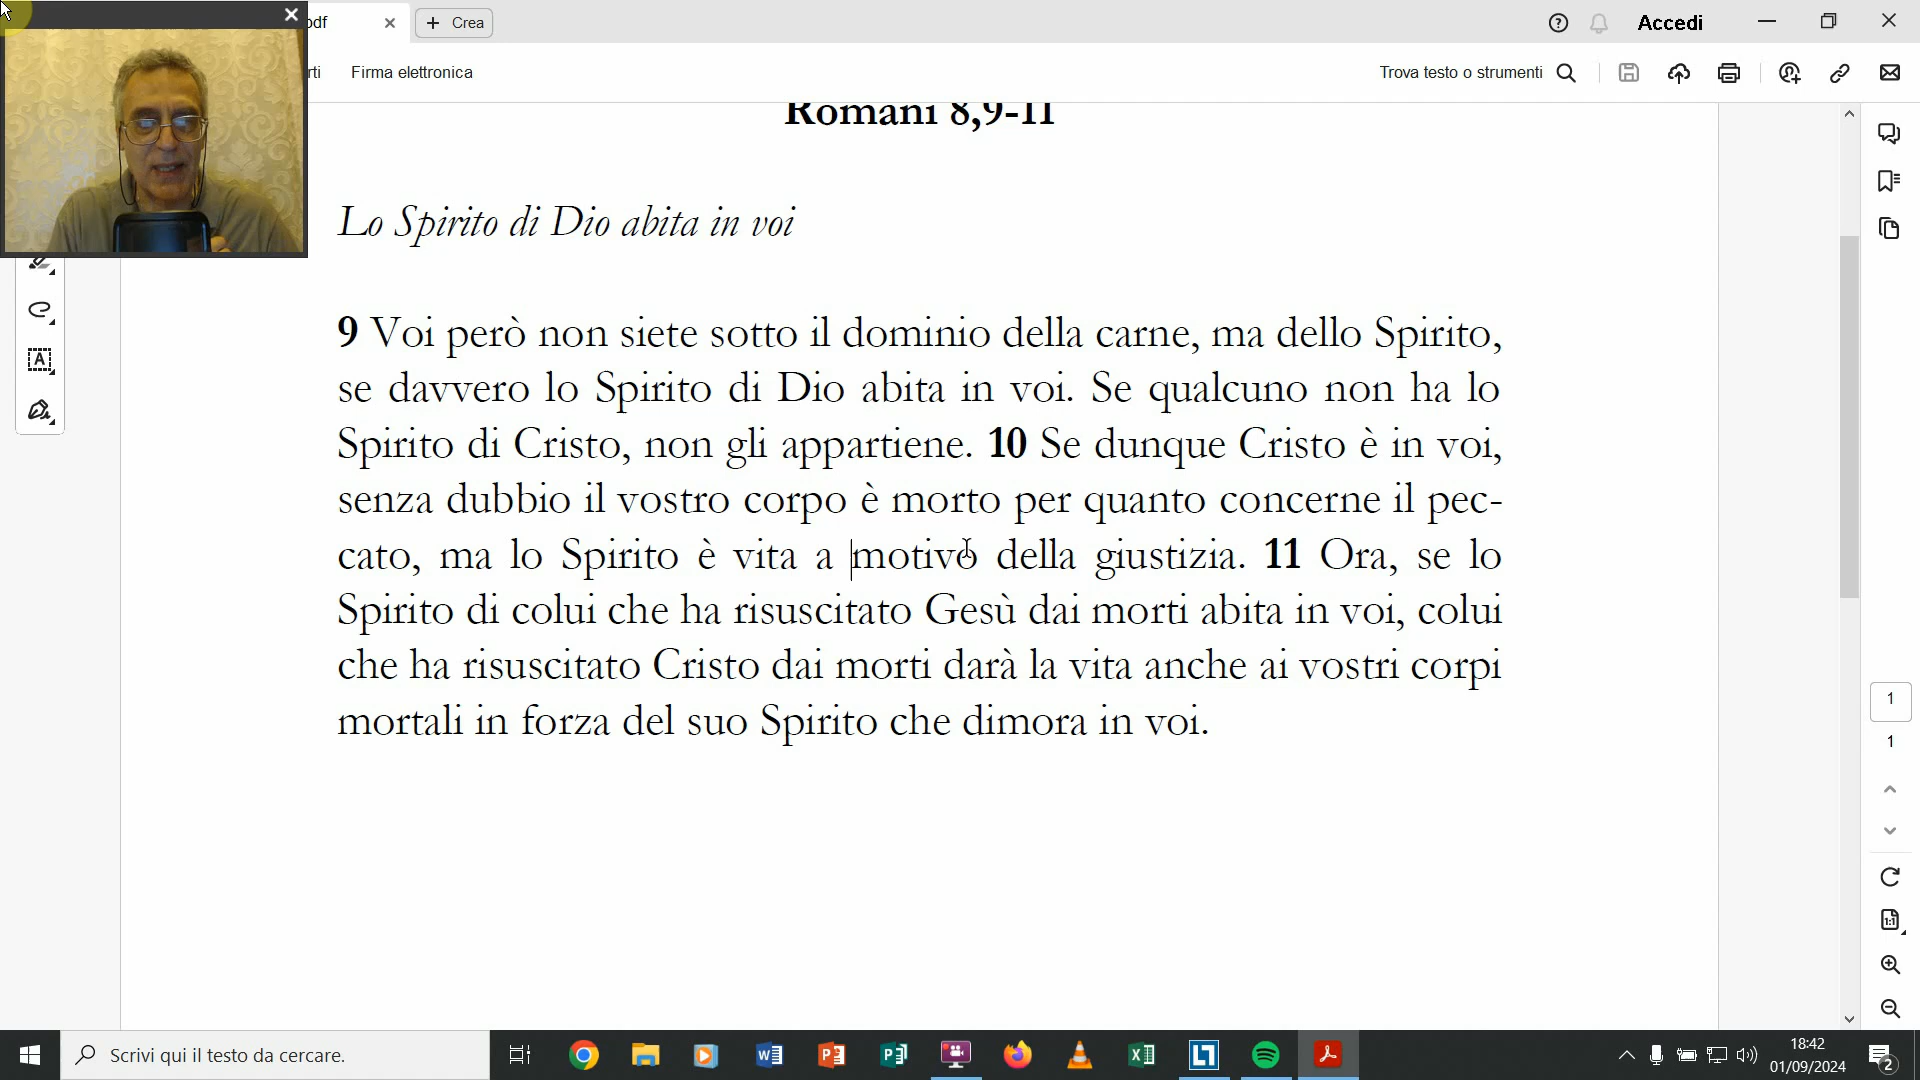 pdf
Crea
Accedi
rti
Firma elettronica
Trova testo o strumenti
Romani 8,9-11
Lo Spirito di Dio abita in voi
9 Voi però non siete sotto il dominio della carne, ma dello Spirito,
se davvero lo Spirito di Dio abita in voi. Se qualcuno non ha lo
Spirito di Cristo, non gli appartiene. 10 Se dunque Cristo è in voi,
senza dubbio il vostro corpo è morto per quanto concerne il pec-
cato, ma lo Spirito è vita a motivo della giustizia. 11 Ora, se lo
Spirito di colui che ha risuscitato Gesù dai morti abita in voi, colui
che ha risuscitato Cristo dai morti darà la vita anche ai vostri corpi
mortali in forza del suo Spirito che dimora in voi.
1
1
Scrivi qui il testo da cercare.
18:42
01/09/2024
2